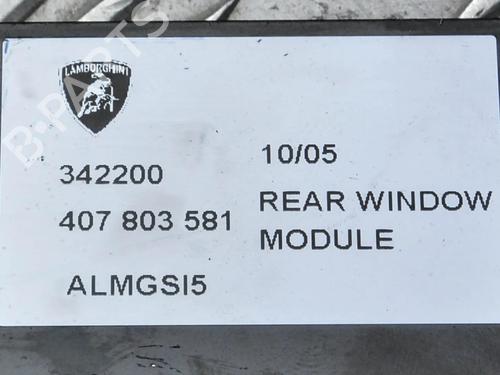 LAMBORGHINI
342200
407 803 581
ALMGSI5
10/05
REAR WINDOW
MODULE
B-PARTS